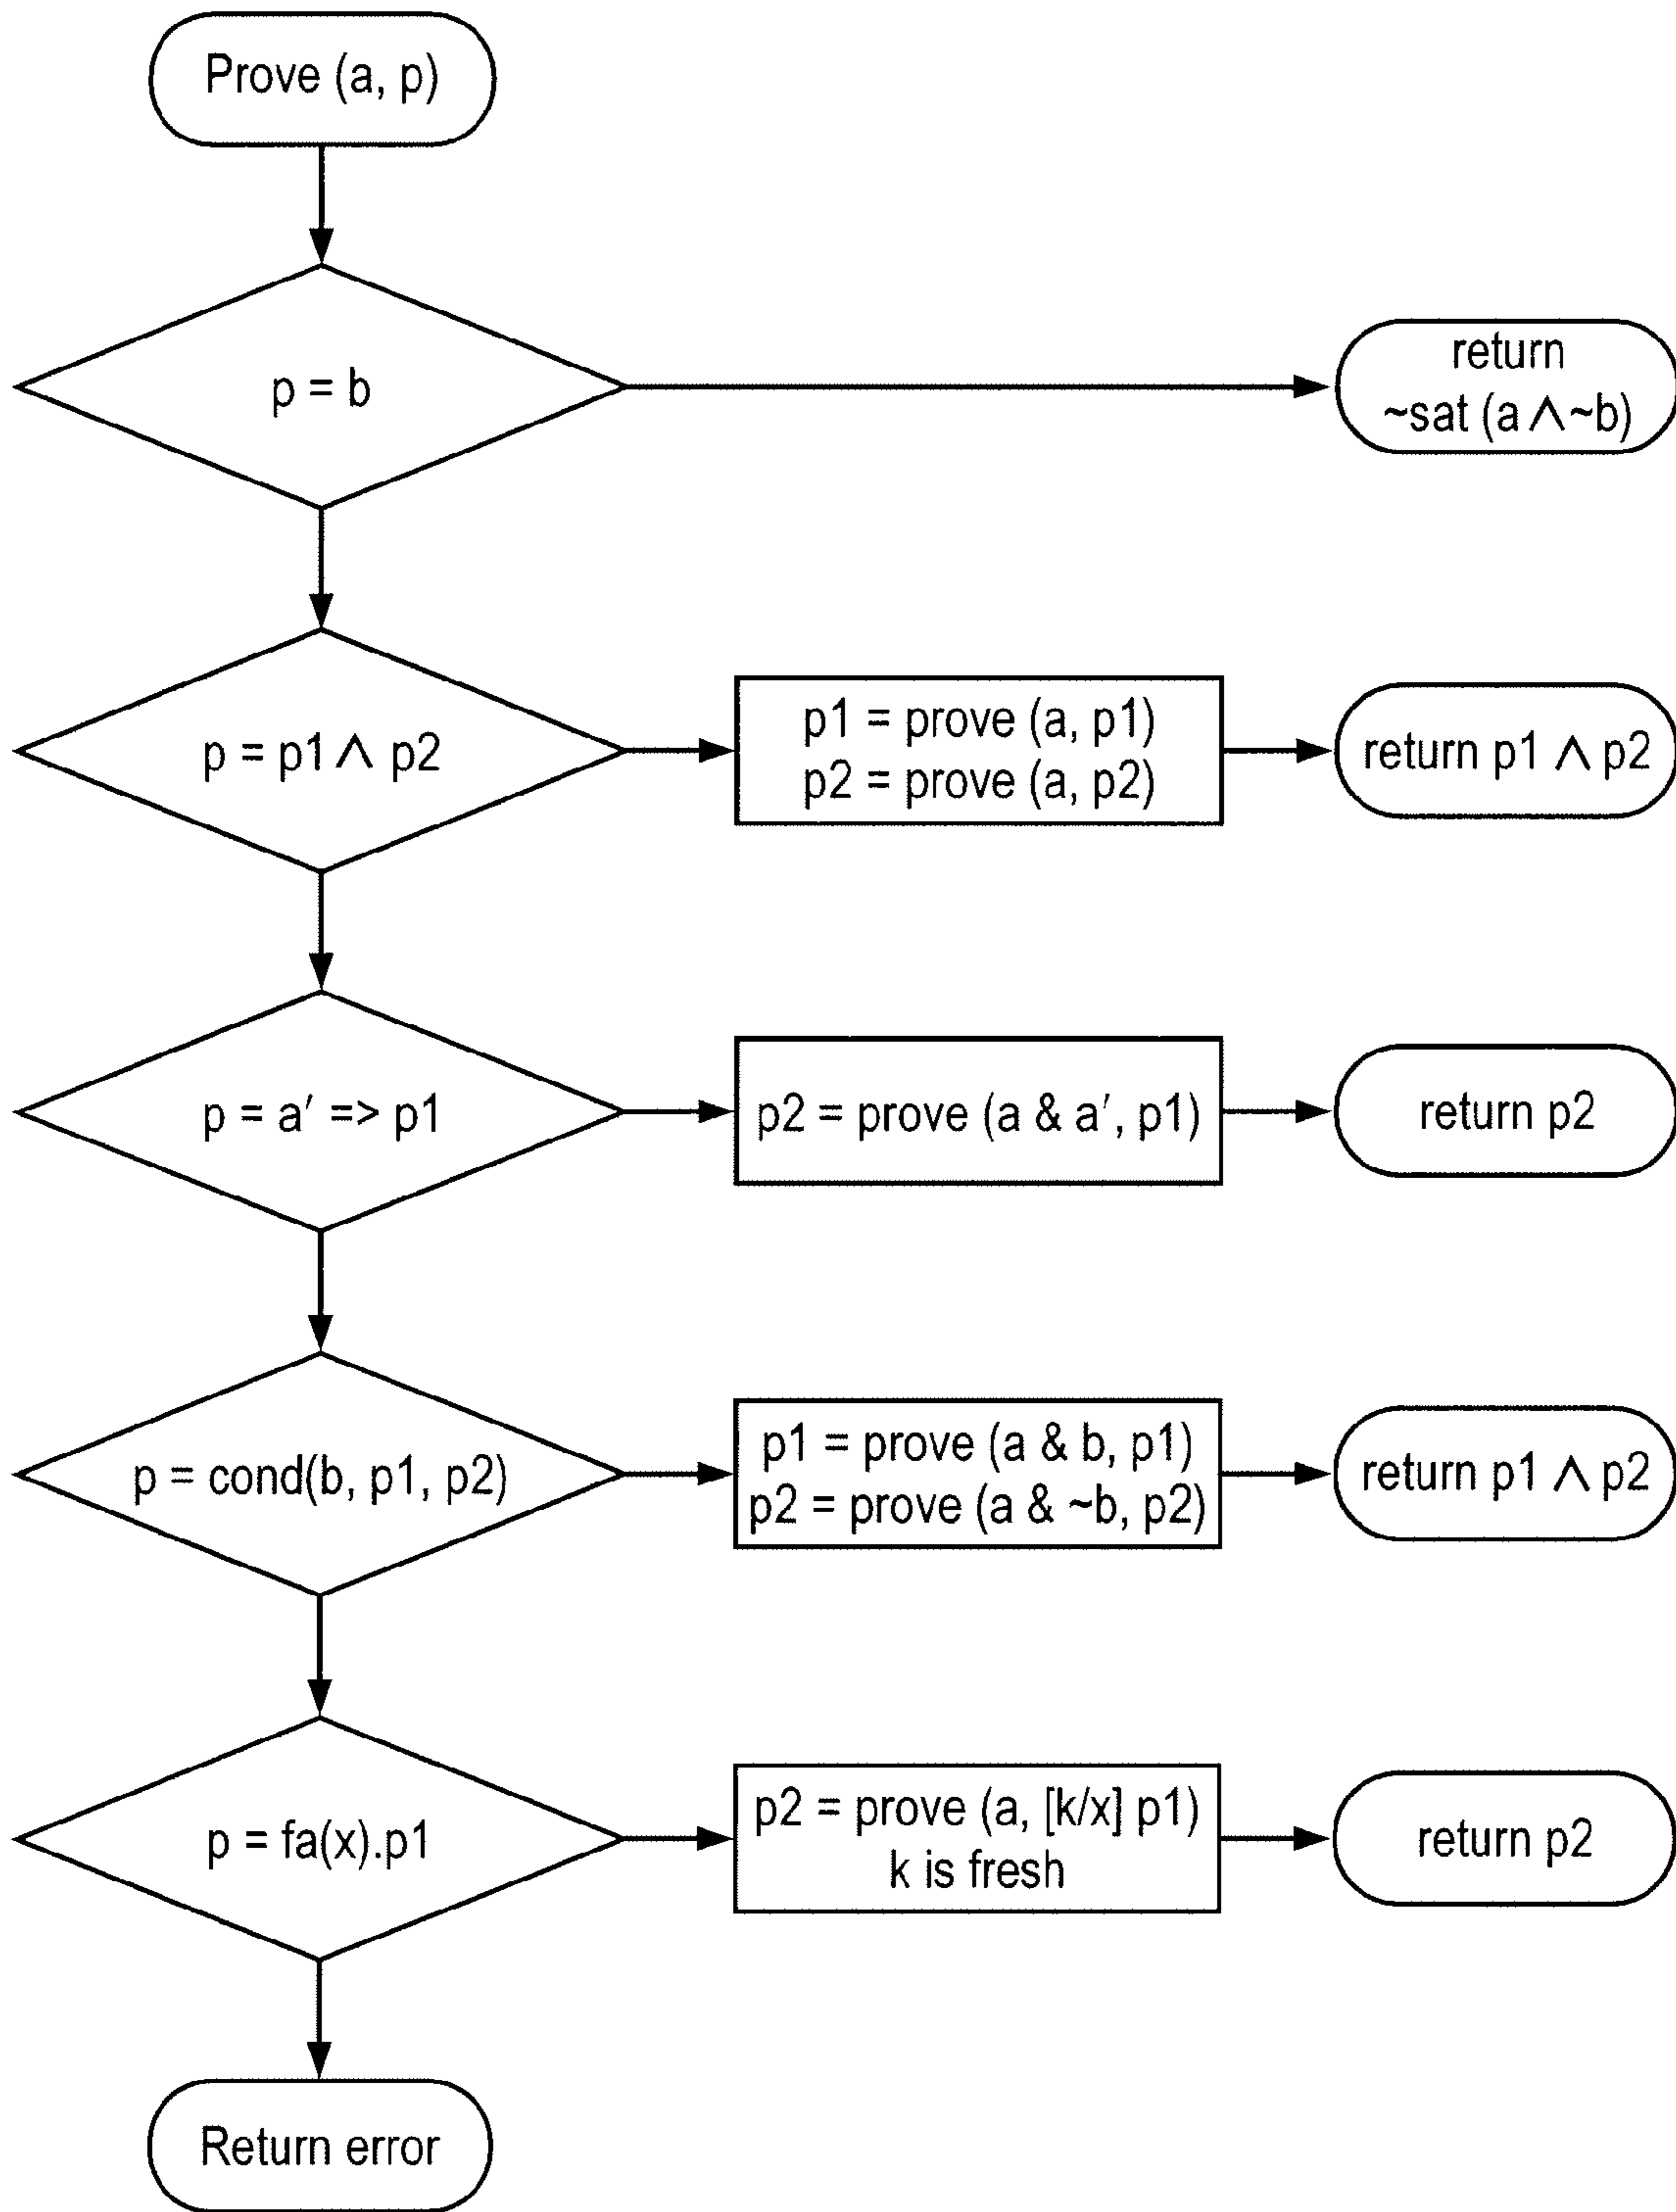 Prove (a, p)
p = b
return
~sat (a ∧ ~b)
p = p1 ∧ p2
p1 = prove (a, p1)
p2 = prove (a, p2)
return p1 ∧ p2
p = a′ => p1
p2 = prove (a & a′, p1)
return p2
p = cond(b, p1, p2)
p1 = prove (a & b, p1)
p2 = prove (a & ~b, p2)
return p1 ∧ p2
p = fa(x).p1
p2 = prove (a, [k/x] p1)
k is fresh
return p2
Return error